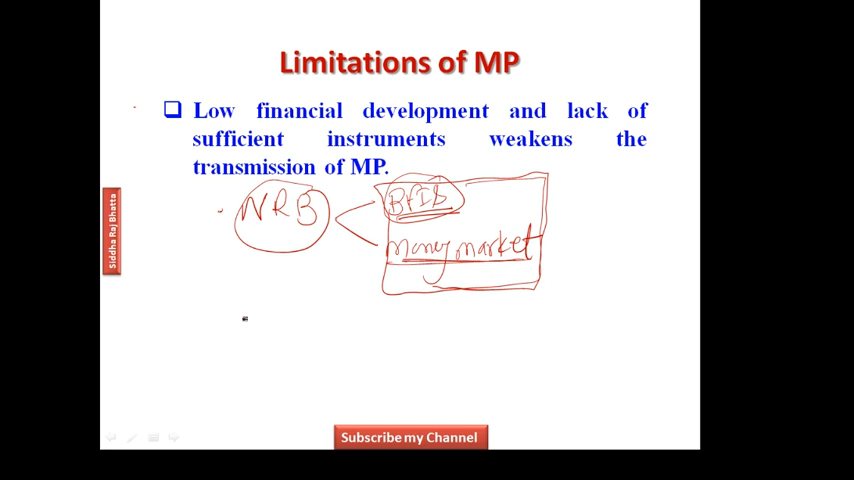 Limitations of MP
Low financial development and lack of
sufficient instruments weakens the
transmission of MP.
NRB
BFIS
money market
Siddha Raj Bhatta
Subscribe my Channel